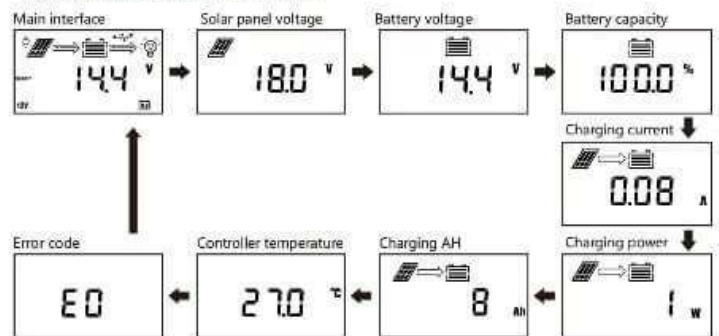 Main interface
14.4 V
12V
Solar panel voltage
18.0 V
Battery voltage
14.4 V
Battery capacity
100.0 %
Charging current
0.08 A
Charging power
1 W
Charging AH
8 Ah
Controller temperature
27.0 ℃
Error code
E0